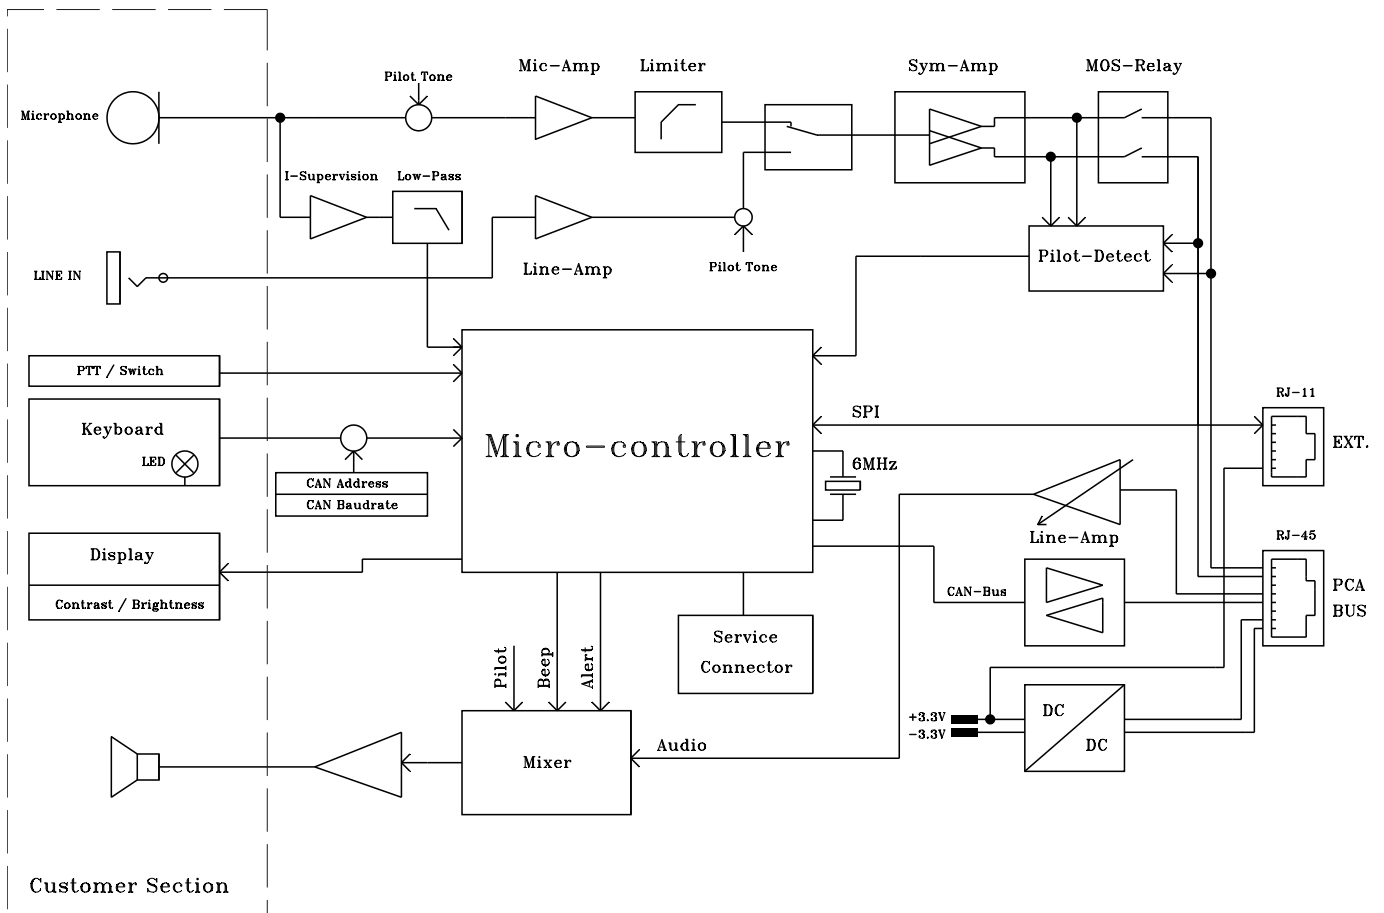 Pilot Tone
Mic-Amp
Limiter
Sym-Amp
MOS-Relay
Microphone
I-Supervision
Low-Pass
LINE IN
Line-Amp
Pilot Tone
Pilot-Detect
PTT / Switch
Keyboard
LED
CAN Address
CAN Baudrate
Micro-controller
SPI
6MHz
RJ-11
EXT.
Line-Amp
RJ-45
PCA
BUS
Display
Contrast / Brightness
CAN-Bus
Service
Connector
Pilot
Beep
Alert
+3.3V
-3.3V
DC
DC
Audio
Mixer
Customer Section